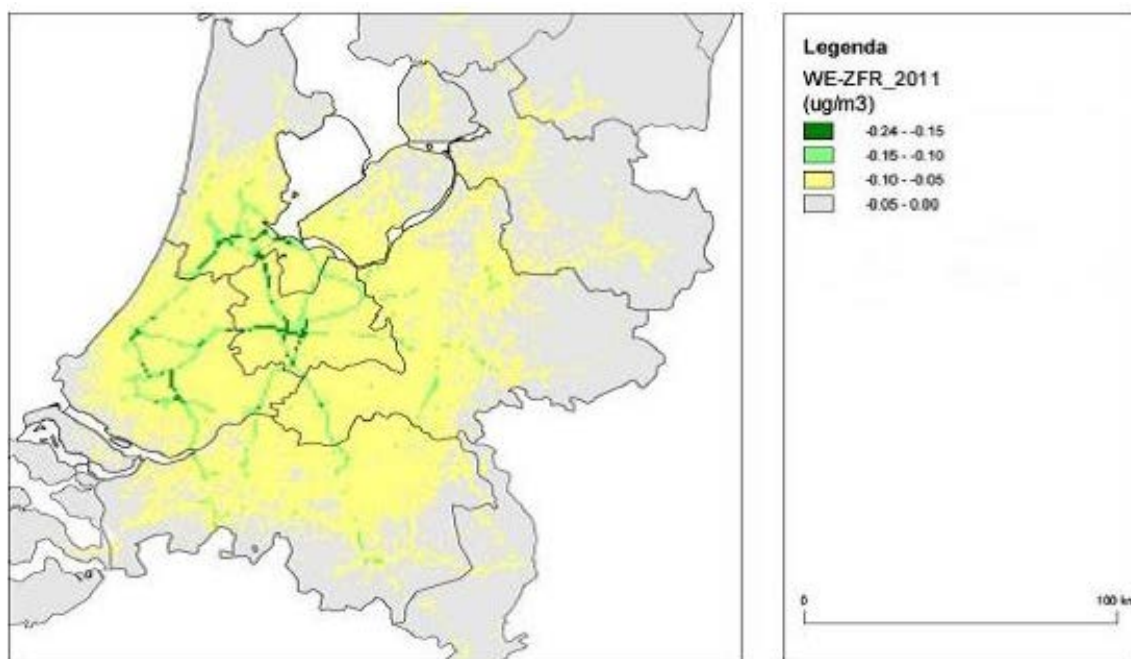 Legenda
WE-ZFR_2011
(ug/m3)
-0.24 - -0.15
-0.15 - -0.10
-0.10 - -0.05
-0.05 - 0.00
0 100 km